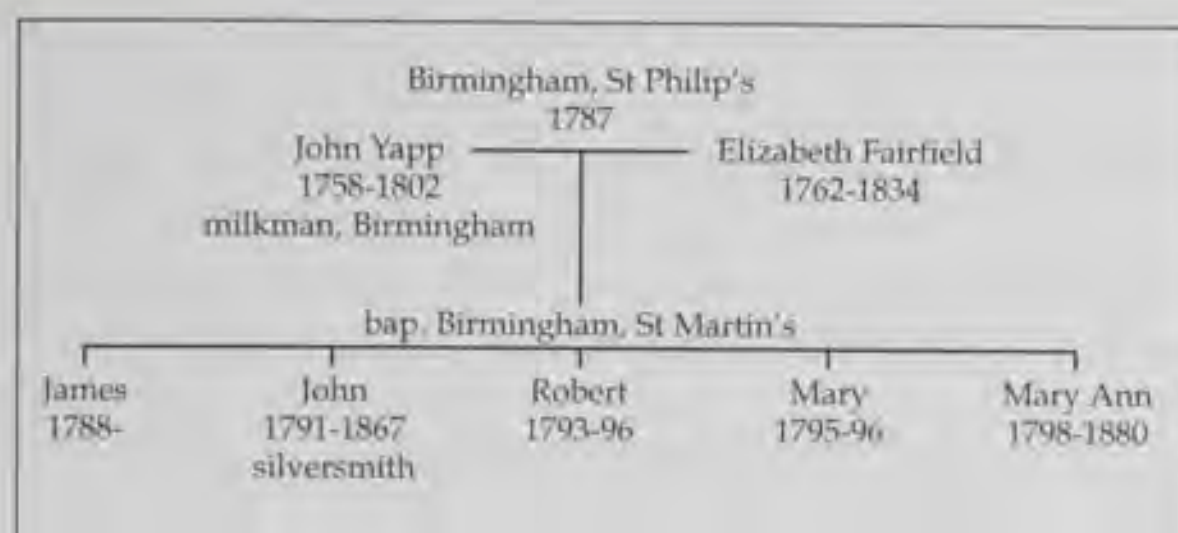 Birmingham, St Philip's
1787
John Yapp
1758-1802
milkman, Birmingham
Elizabeth Fairfield
1762-1834
bap. Birmingham, St Martin's
James
1788-
John
1791-1867
silversmith
Robert
1793-96
Mary
1795-96
Mary Ann
1798-1880